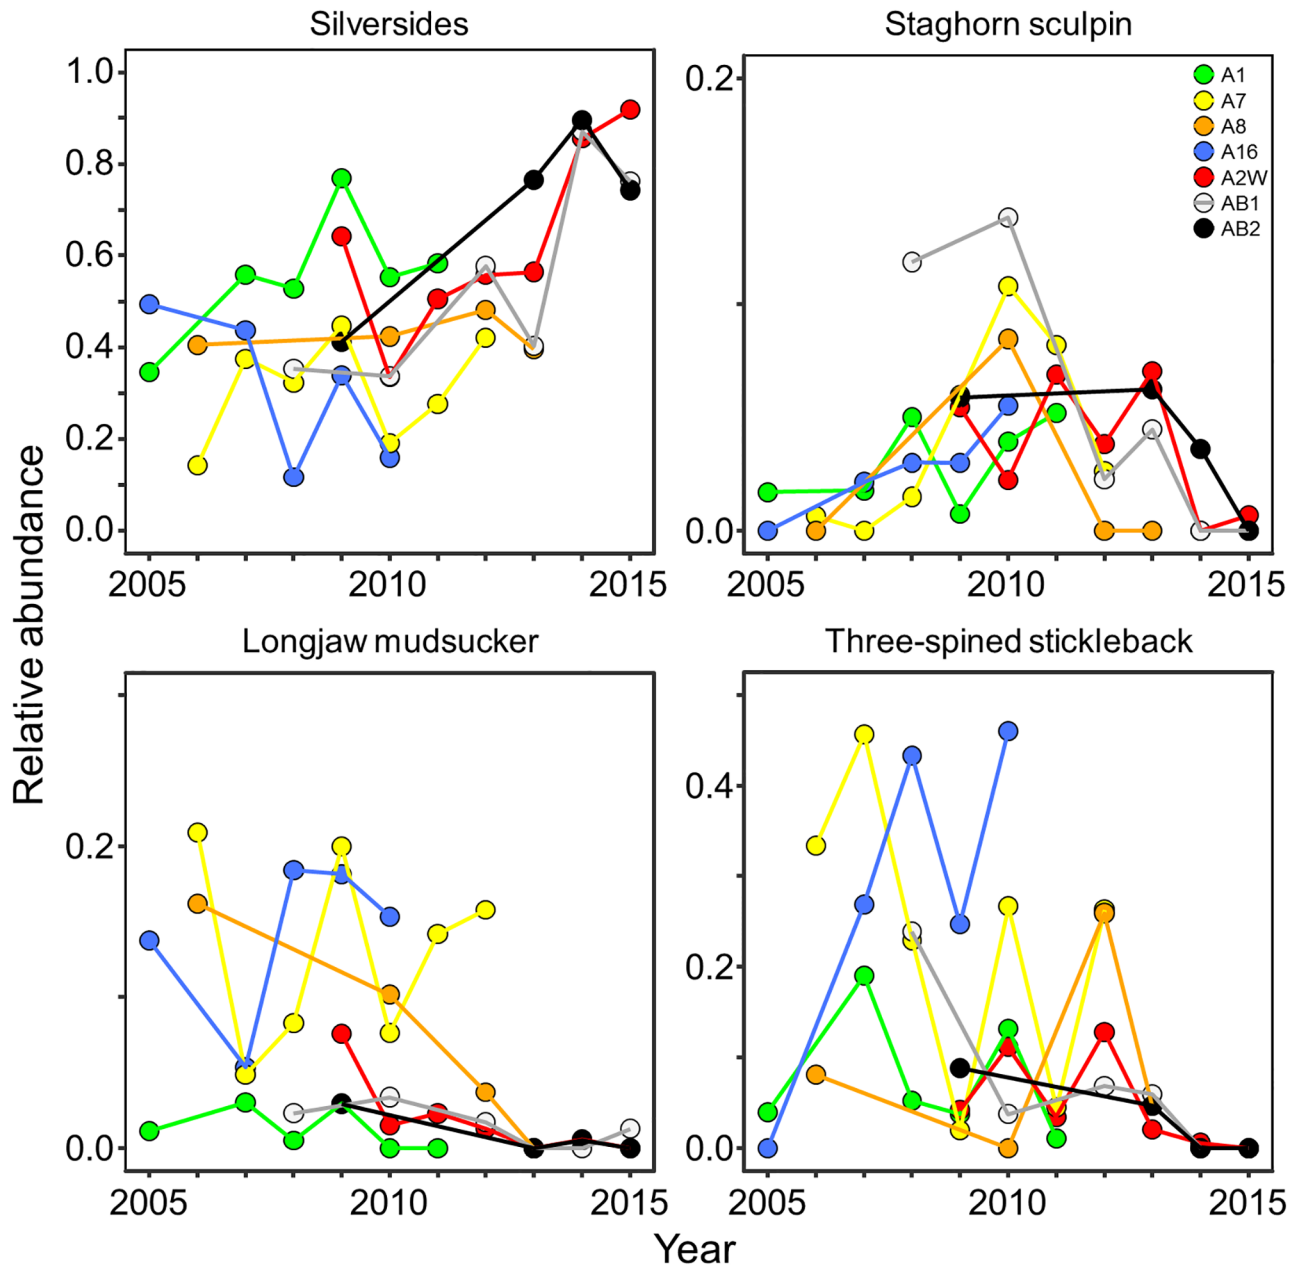 Silversides
Staghorn sculpin
1.0
0.8
0.6
0.4
0.2
0.0
2005
2010
2015
0.2
0.0
2005
2010
2015
A1
A7
A8
A16
A2W
AB1
AB2
Relative abundance
Longjaw mudsucker
Three-spined stickleback
0.2
0.0
2005
2010
2015
0.4
0.2
0.0
2005
2010
2015
Year